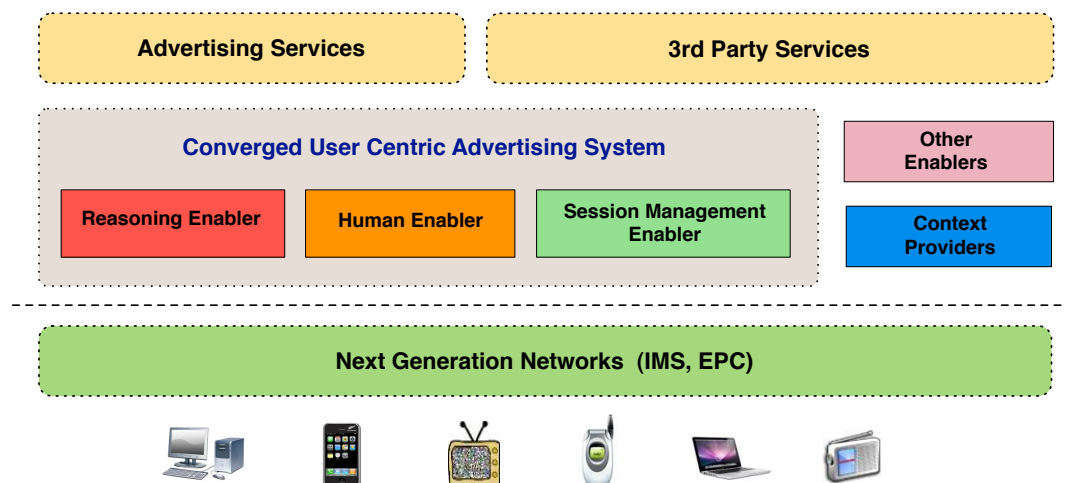 Advertising Services
3rd Party Services
Converged User Centric Advertising System
Other
Enablers
Reasoning Enabler
Human Enabler
Session Management
Enabler
Context
Providers
Next Generation Networks (IMS, EPC)